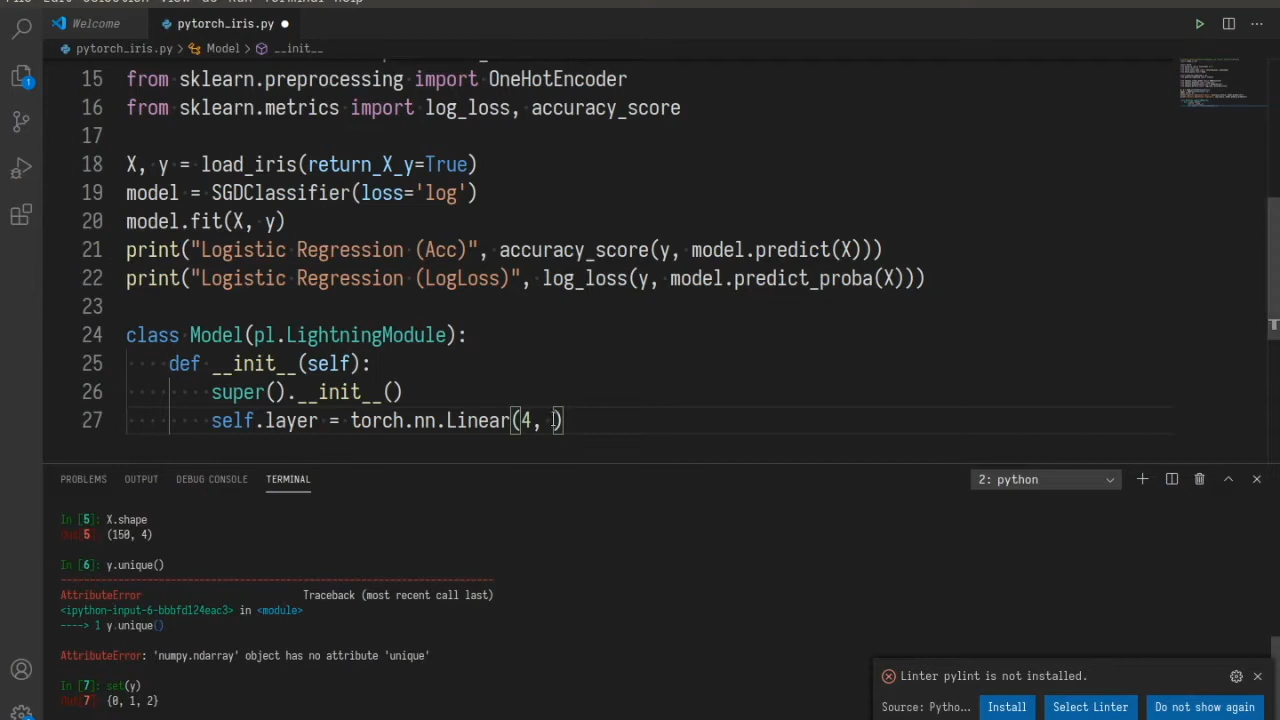 Welcome
pytorch_iris.py
pytorch_iris.py > Model > __init__
15 from sklearn.preprocessing import OneHotEncoder
16 from sklearn.metrics import log_loss, accuracy_score
17
18 X, y = load_iris(return_X_y=True)
19 model = SGDClassifier(loss='log')
20 model.fit(X, y)
21 print("Logistic Regression (Acc)", accuracy_score(y, model.predict(X)))
22 print("Logistic Regression (LogLoss)", log_loss(y, model.predict_proba(X)))
23
24 class Model(pl.LightningModule):
25 def __init__(self):
26 super().__init__()
27 self.layer = torch.nn.Linear(4, )
1
PROBLEMS OUTPUT DEBUG CONSOLE TERMINAL
2: python
In [5]: X.shape
Out[5]: (150, 4)
In [6]: y.unique()
---------------------------------------------------------------------------
AttributeError Traceback (most recent call last)
<ipython-input-6-bbbfd124eac3> in <module>
----> 1 y.unique()
AttributeError: 'numpy.ndarray' object has no attribute 'unique'
In [7]: set(y)
Out[7]: {0, 1, 2}
Linter pylint is not installed.
Source: Pytho...
Install
Select Linter
Do not show again